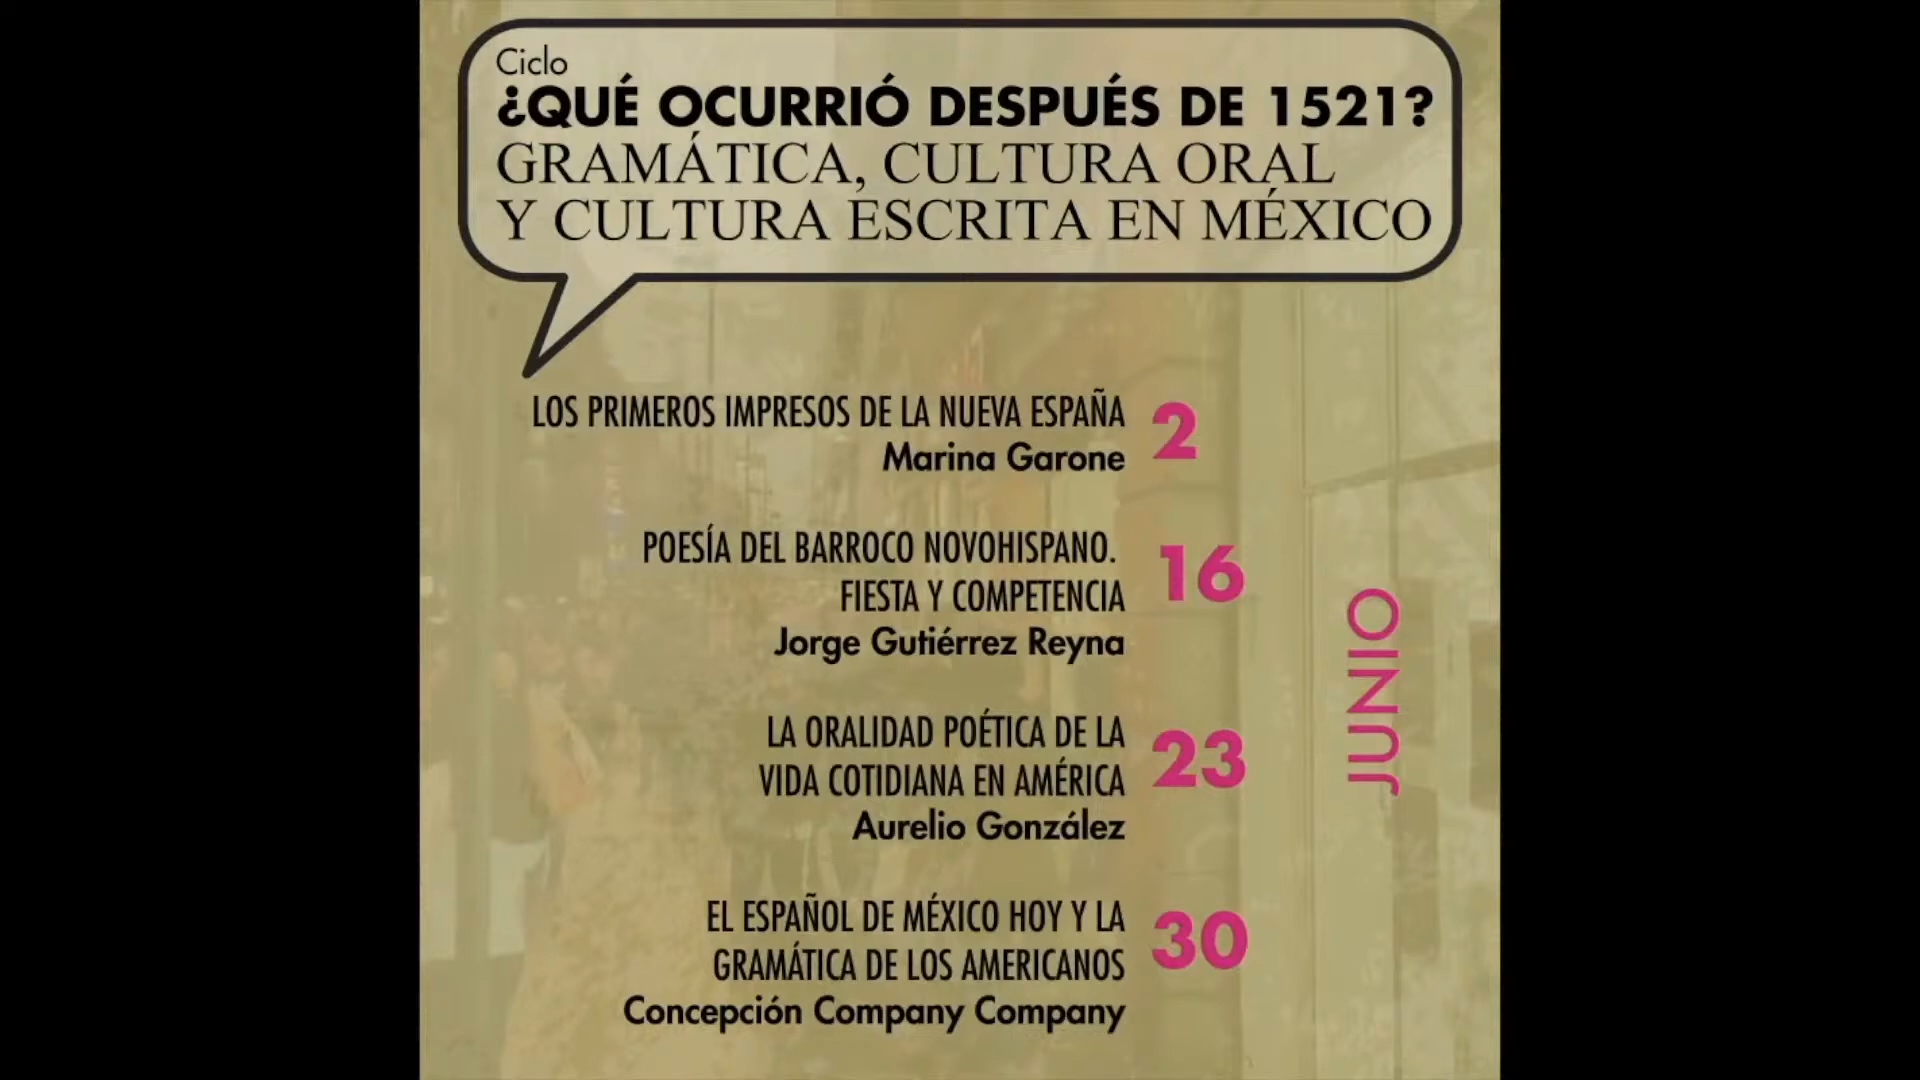 Ciclo
¿QUÉ OCURRIÓ DESPUÉS DE 1521?
GRAMÁTICA, CULTURA ORAL
Y CULTURA ESCRITA EN MÉXICO
LOS PRIMEROS IMPRESOS DE LA NUEVA ESPAÑA
Marina Garone
2
POESÍA DEL BARROCO NOVOHISPANO.
FIESTA Y COMPETENCIA
Jorge Gutiérrez Reyna
16
LA ORALIDAD POÉTICA DE LA
VIDA COTIDIANA EN AMÉRICA
Aurelio González
23
EL ESPAÑOL DE MÉXICO HOY Y LA
GRAMÁTICA DE LOS AMERICANOS
Concepción Company Company
30
JUNIO